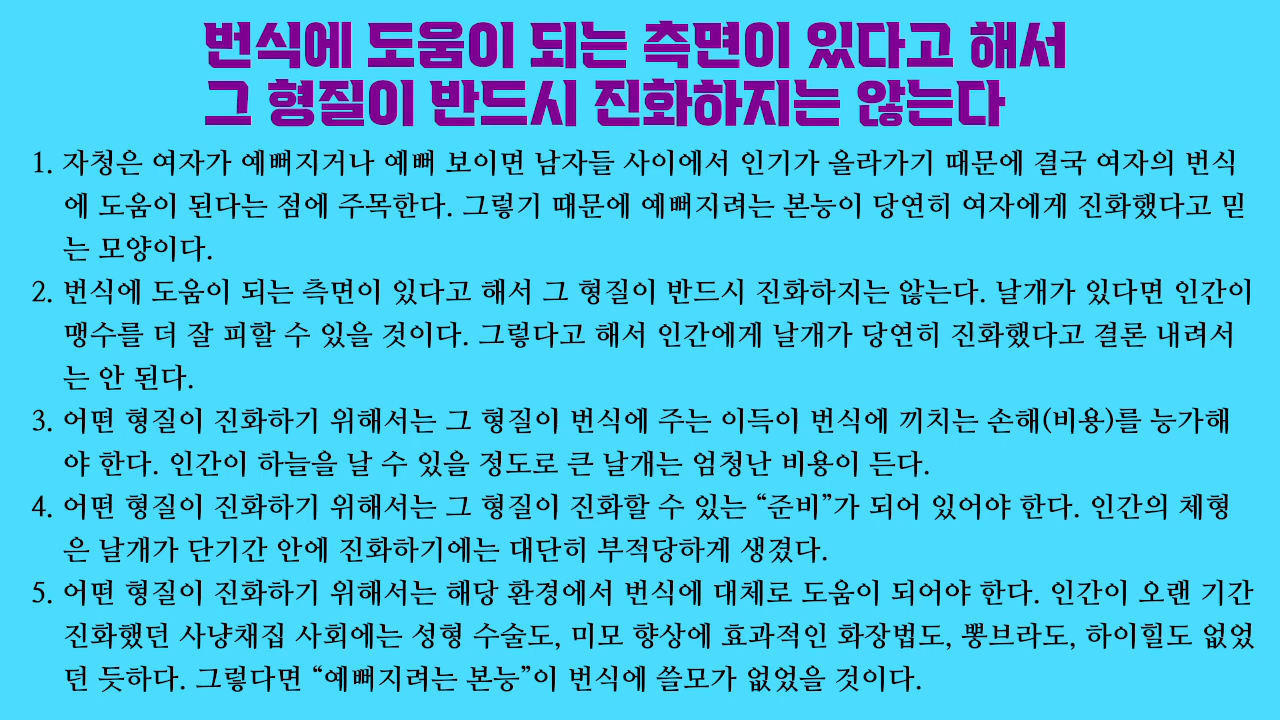 번식에 도움이 되는 측면이 있다고 해서
그 형질이 반드시 진화하지는 않는다
1. 자청은 여자가 예뻐지거나 예뻐 보이면 남자들 사이에서 인기가 올라가기 때문에 결국 여자의 번식
에 도움이 된다는 점에 주목한다. 그렇기 때문에 예뻐지려는 본능이 당연히 여자에게 진화했다고 믿
는 모양이다.
2. 번식에 도움이 되는 측면이 있다고 해서 그 형질이 반드시 진화하지는 않는다. 날개가 있다면 인간이
맹수를 더 잘 피할 수 있을 것이다. 그렇다고 해서 인간에게 날개가 당연히 진화했다고 결론 내려서
는 안 된다.
3. 어떤 형질이 진화하기 위해서는 그 형질이 번식에 주는 이득이 번식에 끼치는 손해(비용)를 능가해
야 한다. 인간이 하늘을 날 수 있을 정도로 큰 날개는 엄청난 비용이 든다.
4. 어떤 형질이 진화하기 위해서는 그 형질이 진화할 수 있는 “준비”가 되어 있어야 한다. 인간의 체형
은 날개가 단기간 안에 진화하기에는 대단히 부적당하게 생겼다.
5. 어떤 형질이 진화하기 위해서는 해당 환경에서 번식에 대체로 도움이 되어야 한다. 인간이 오랜 기간
진화했던 사냥채집 사회에는 성형 수술도, 미모 향상에 효과적인 화장법도, 뽕브라도, 하이힐도 없었
던 듯하다. 그렇다면 “예뻐지려는 본능”이 번식에 쓸모가 없었을 것이다.